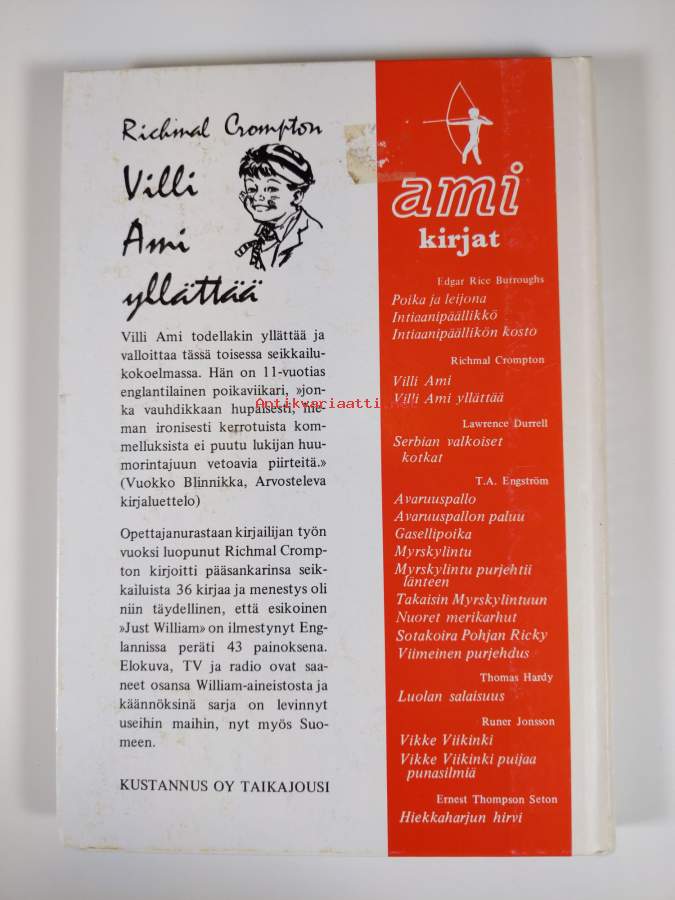 Richmal Crompton
Villi
Ami
yllättää
Villi Ami todellakin yllättää ja
valloittaa tässä toisessa seikkailu-
kokoelmassa. Hän on 11-vuotias
englantilainen poikaviikari, »jon-
ka vauhdikkaan hupaisesti, hie-
man ironisesti kerrotuista kom-
melluksista ei puutu lukijan huu-
morintajuun vetoavia piirteitä.»
(Vuokko Blinnikka, Arvosteleva
kirjaluettelo)
Opettajanurastaan kirjailijan työn
vuoksi luopunut Richmal Cromp-
ton kirjoitti pääsankarinsa seik-
kailuista 36 kirjaa ja menestys oli
niin täydellinen, että esikoinen
»Just William» on ilmestynyt Eng-
lannissa peräti 43 painoksena.
Elokuva, TV ja radio ovat saa-
neet osansa William-aineistosta ja
käännöksinä sarja on levinnyt
useihin maihin, nyt myös Suo-
meen.
KUSTANNUS OY TAIKAJOUSI
ami
kirjat
Edgar Rice Burroughs
Poika ja leijona
Intiaanipäällikkö
Intiaanipäällikön kosto
Richmal Crompton
Villi Ami
Villi Ami yllättää
Lawrence Durrell
Serbian valkoiset
kotkat
T.A. Engström
Avaruuspallo
Avaruuspallon paluu
Gasellipoika
Myrskylintu
Myrskylintu purjehtii
länteen
Takaisin Myrskylintuun
Nuoret merikarhut
Sotakoira Pohjan Ricky
Viimeinen purjehdus
Thomas Hardy
Luolan salaisuus
Runer Jonsson
Vikke Viikinki
Vikke Viikinki puijaa
punasilmiä
Ernest Thompson Seton
Hiekkaharjun hirvi
Antikvariaatti.net